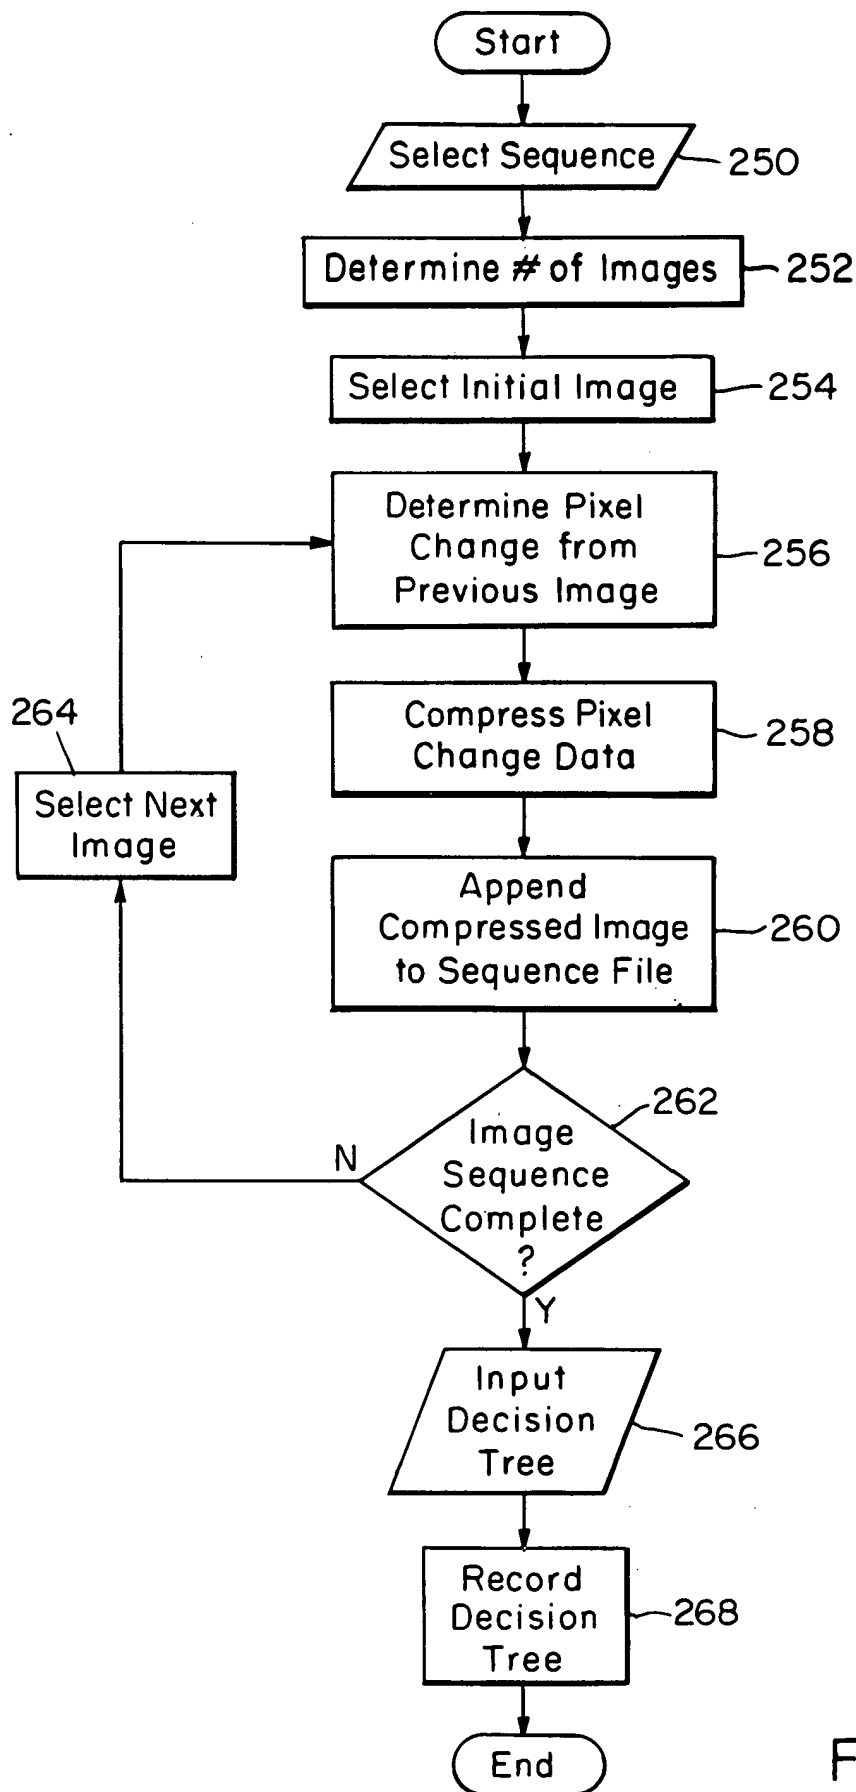 Start
Select Sequence
250
Determine # of Images
252
Select Initial Image
254
Determine Pixel
Change from
Previous Image
256
Compress Pixel
Change Data
258
264
Select Next
Image
Append
Compressed Image
to Sequence File
260
262
Image
Sequence
Complete
?
N
Y
Input
Decision
Tree
266
Record
Decision
Tree
268
End
F